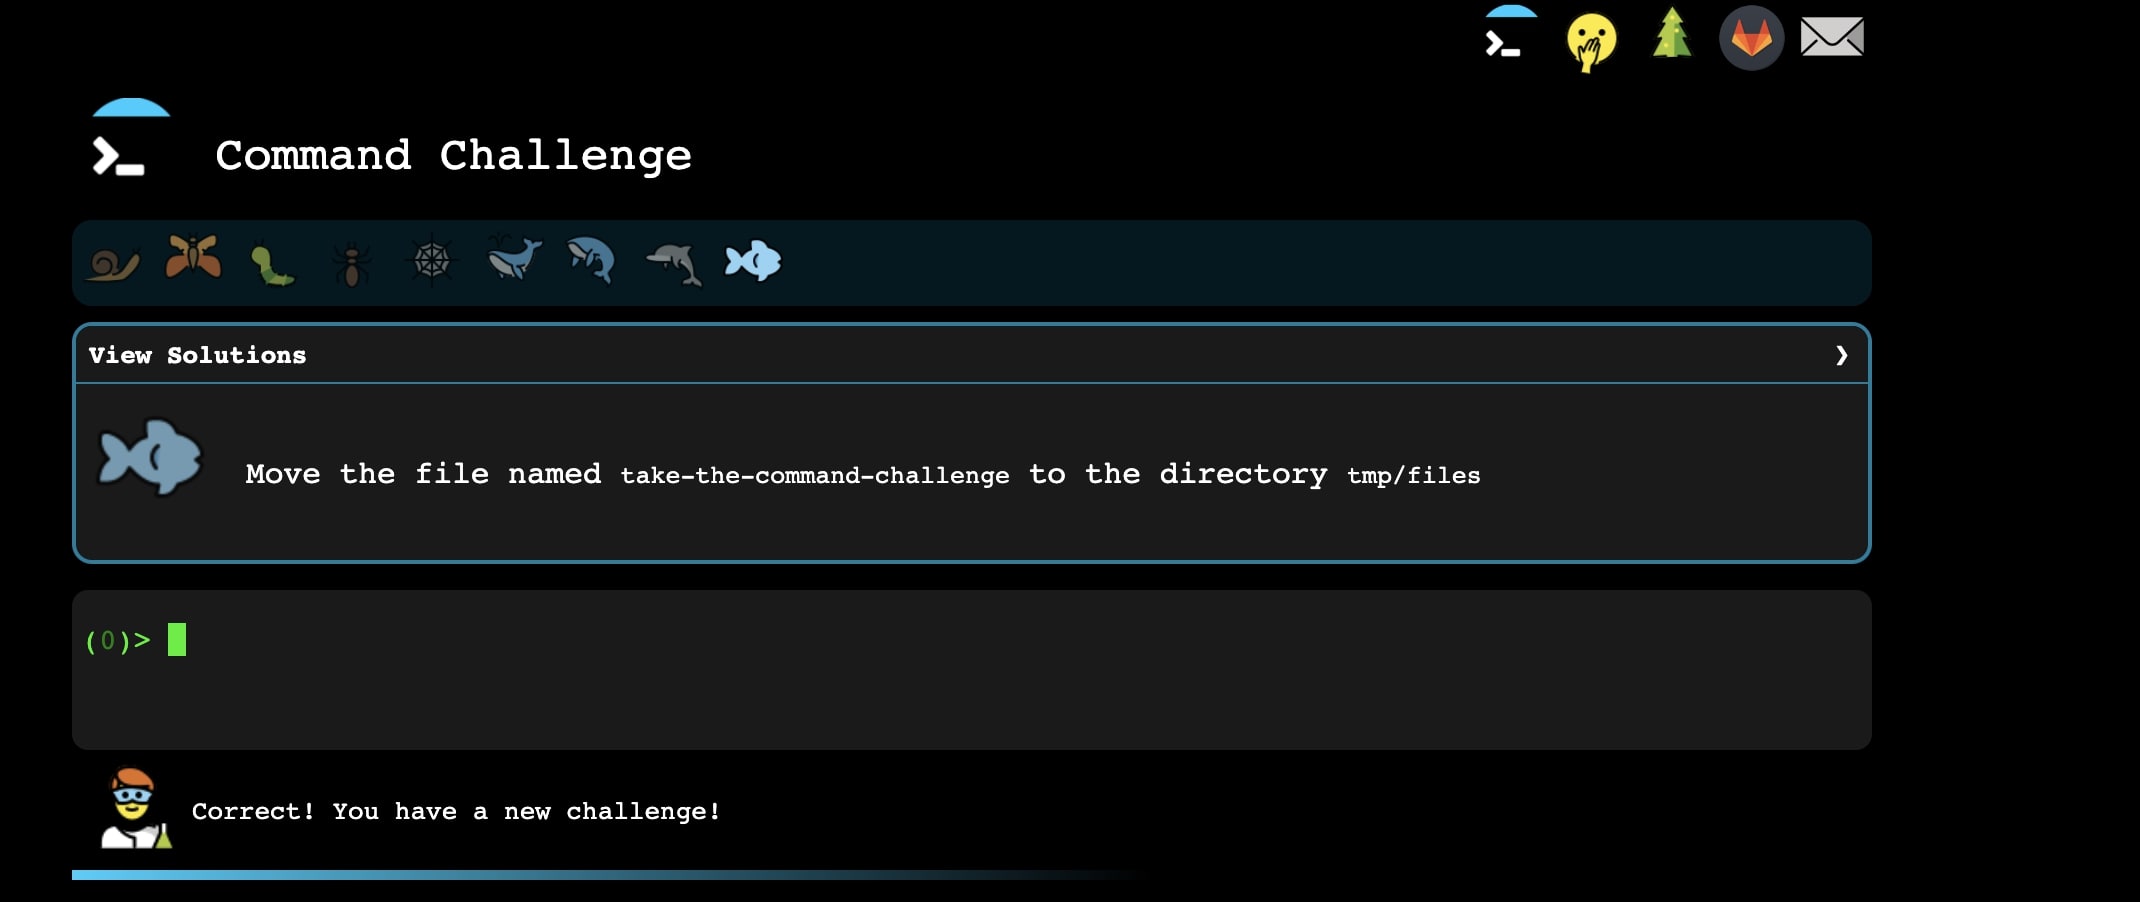 Command Challenge
View Solutions
Move the file named take-the-command-challenge to the directory tmp/files
(0)>
Correct! You have a new challenge!